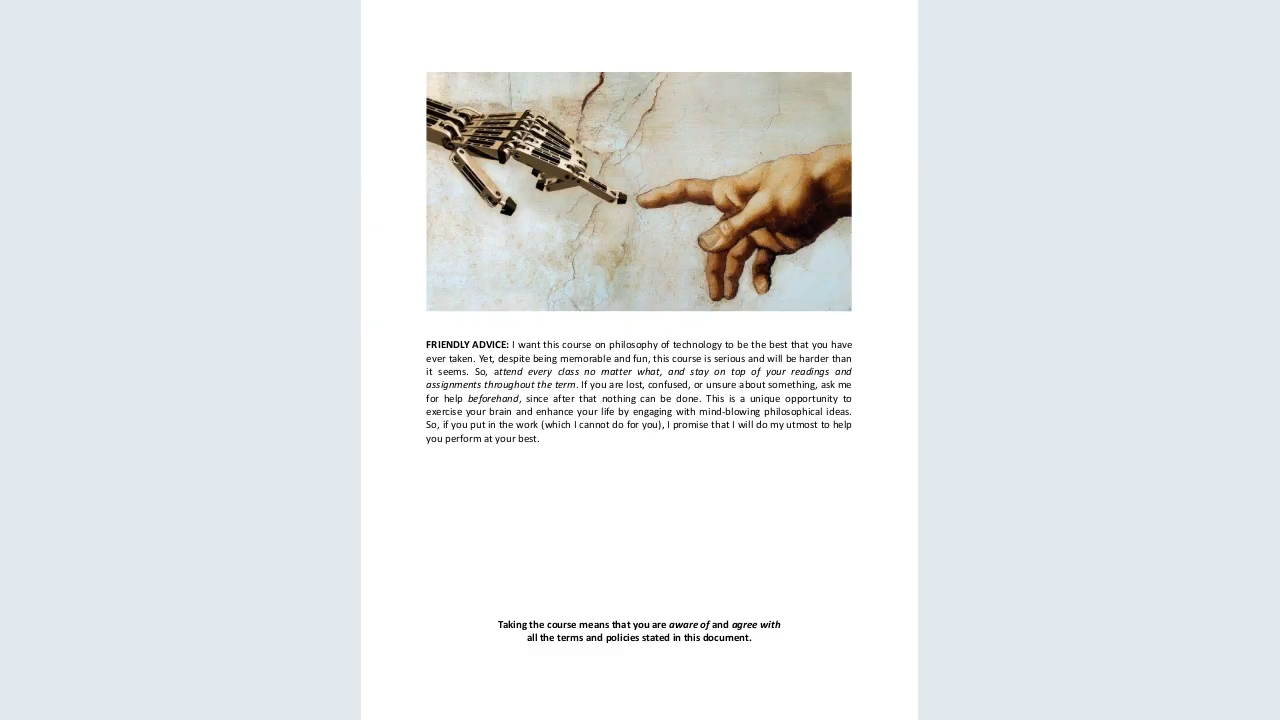 FRIENDLY ADVICE: I want this course on philosophy of technology to be the best that you have
ever taken. Yet, despite being memorable and fun, this course is serious and will be harder than
it seems. So, attend every class no matter what, and stay on top of your readings and
assignments throughout the term. If you are lost, confused, or unsure about something, ask me
for help beforehand, since after that nothing can be done. This is a unique opportunity to
exercise your brain and enhance your life by engaging with mind-blowing philosophical ideas.
So, if you put in the work (which I cannot do for you), I promise that I will do my utmost to help
you perform at your best.
Taking the course means that you are aware of and agree with
all the terms and policies stated in this document.